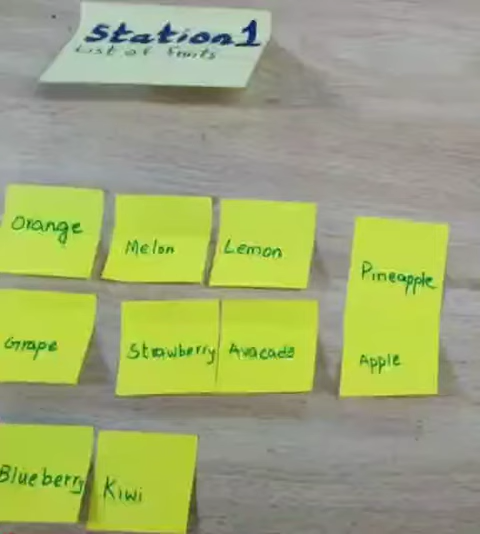 Station1
List of fruits
Orange
Melon
Lemon
Pineapple
Grape
Strawberry
Avacado
Apple
Blueberry
Kiwi